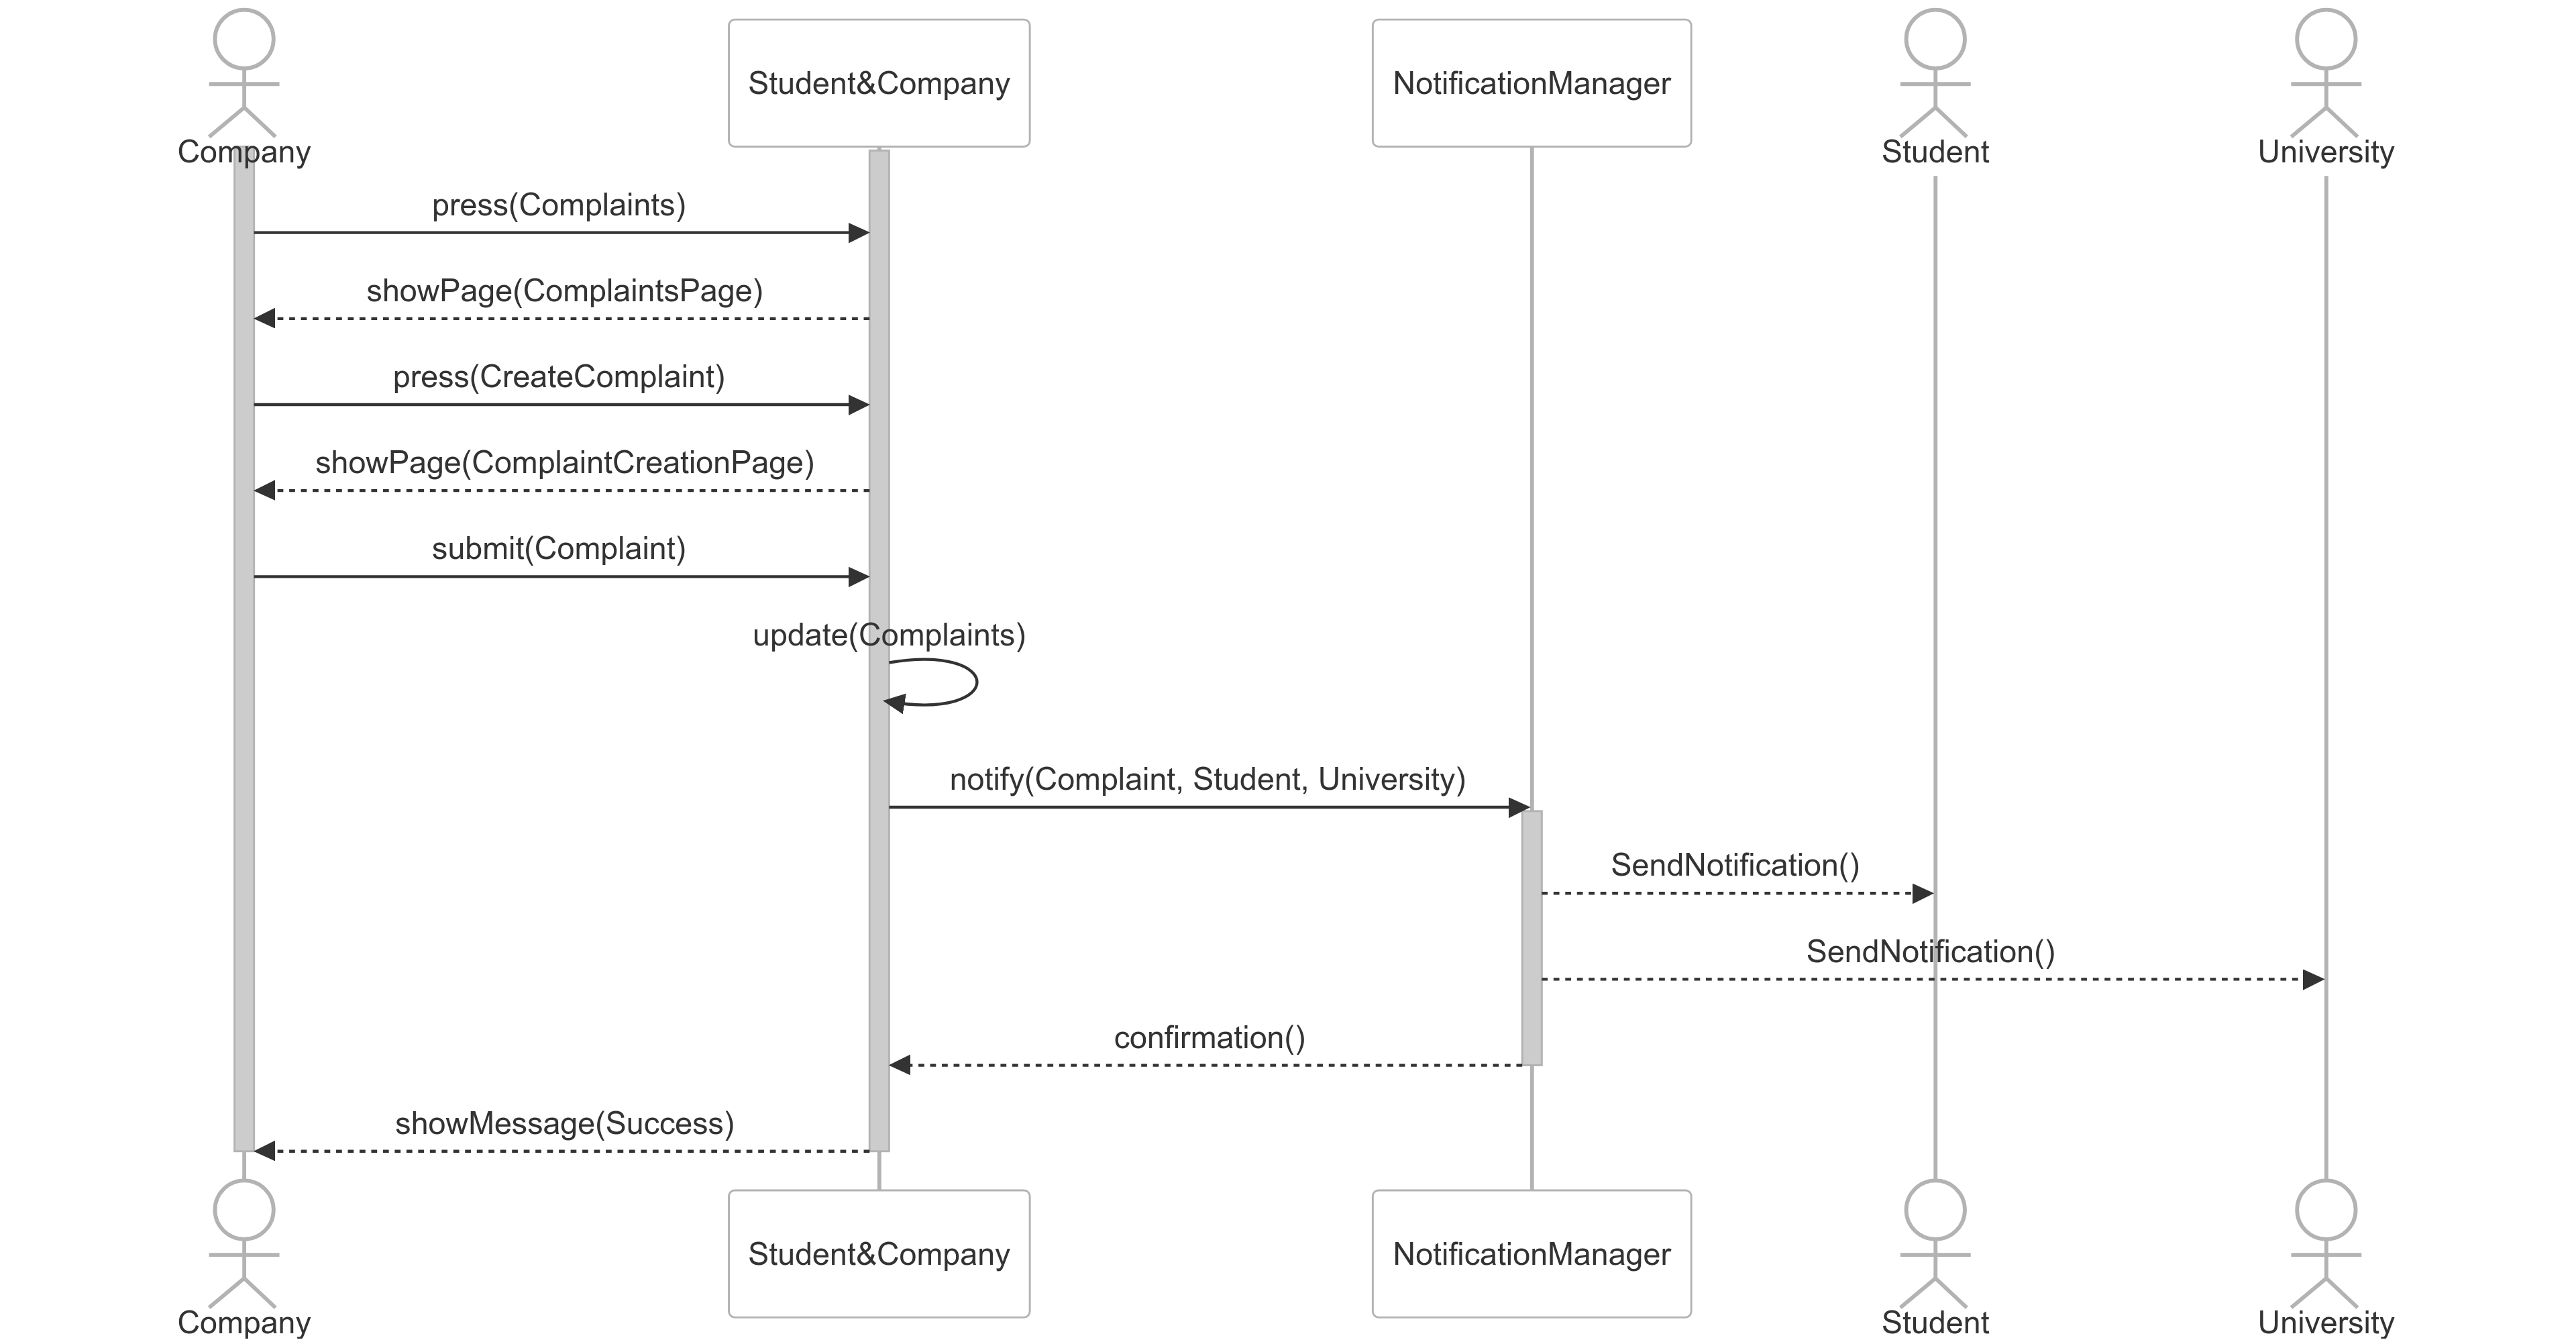 Company
Student&Company
NotificationManager
Student
University
press(Complaints)
showPage(ComplaintsPage)
press(CreateComplaint)
showPage(ComplaintCreationPage)
submit(Complaint)
update(Complaints)
notify(Complaint, Student, University)
SendNotification()
SendNotification()
confirmation()
showMessage(Success)
Company
Student&Company
NotificationManager
Student
University